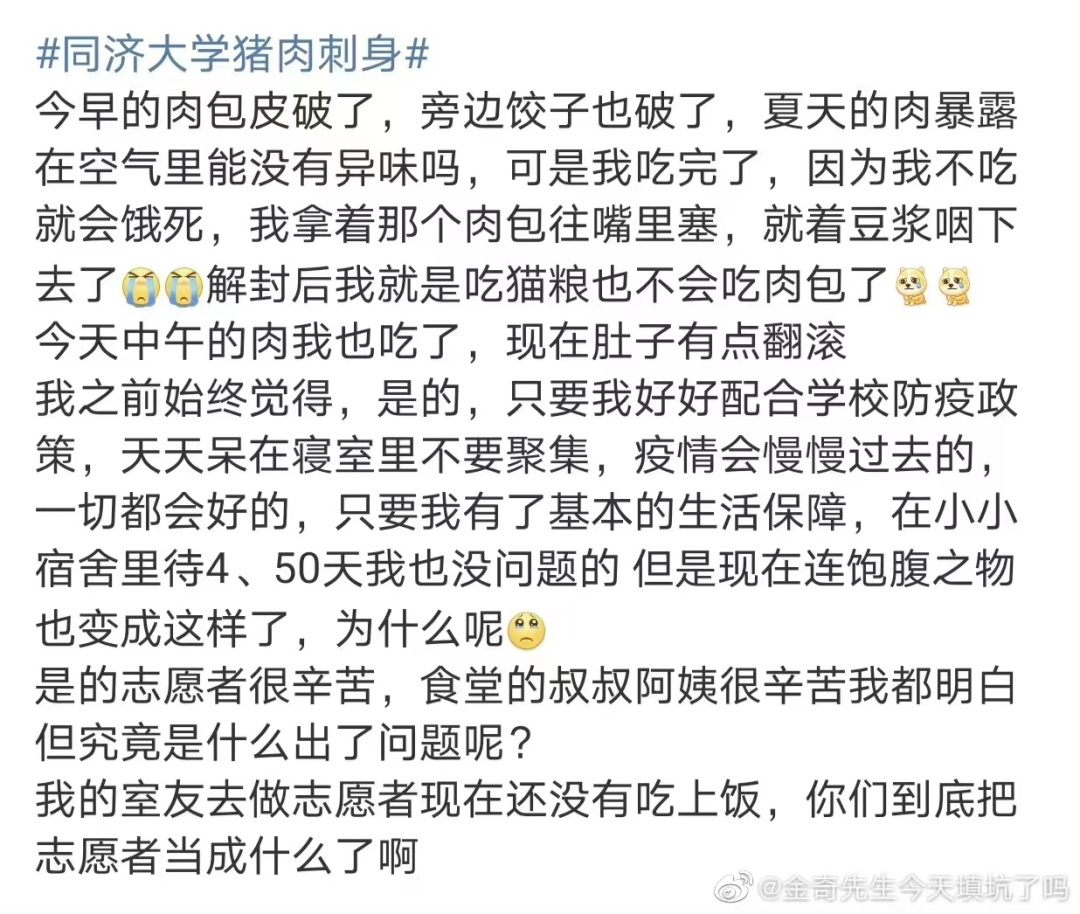 #同济大学猪肉刺身#
今早的肉包皮破了，旁边饺子也破了，夏天的肉暴露
在空气里能没有异味吗，可是我吃完了，因为我不吃
就会饿死，我拿着那个肉包往嘴里塞，就着豆浆咽下
去了😭😭解封后我就是吃猫粮也不会吃肉包了
今天中午的肉我也吃了，现在肚子有点翻滚
我之前始终觉得，是的，只要我好好配合学校防疫政
策，天天呆在寝室里不要聚集，疫情会慢慢过去的，
一切都会好的，只要我有了基本的生活保障，在小小
宿舍里待4、50天我也没问题的 但是现在连饱腹之物
也变成这样了，为什么呢🥺
是的志愿者很辛苦，食堂的叔叔阿姨很辛苦我都明白
但究竟是什么出了问题呢？
我的室友去做志愿者现在还没有吃上饭，你们到底把
志愿者当成什么了啊
@金奇先生今天填坑了吗